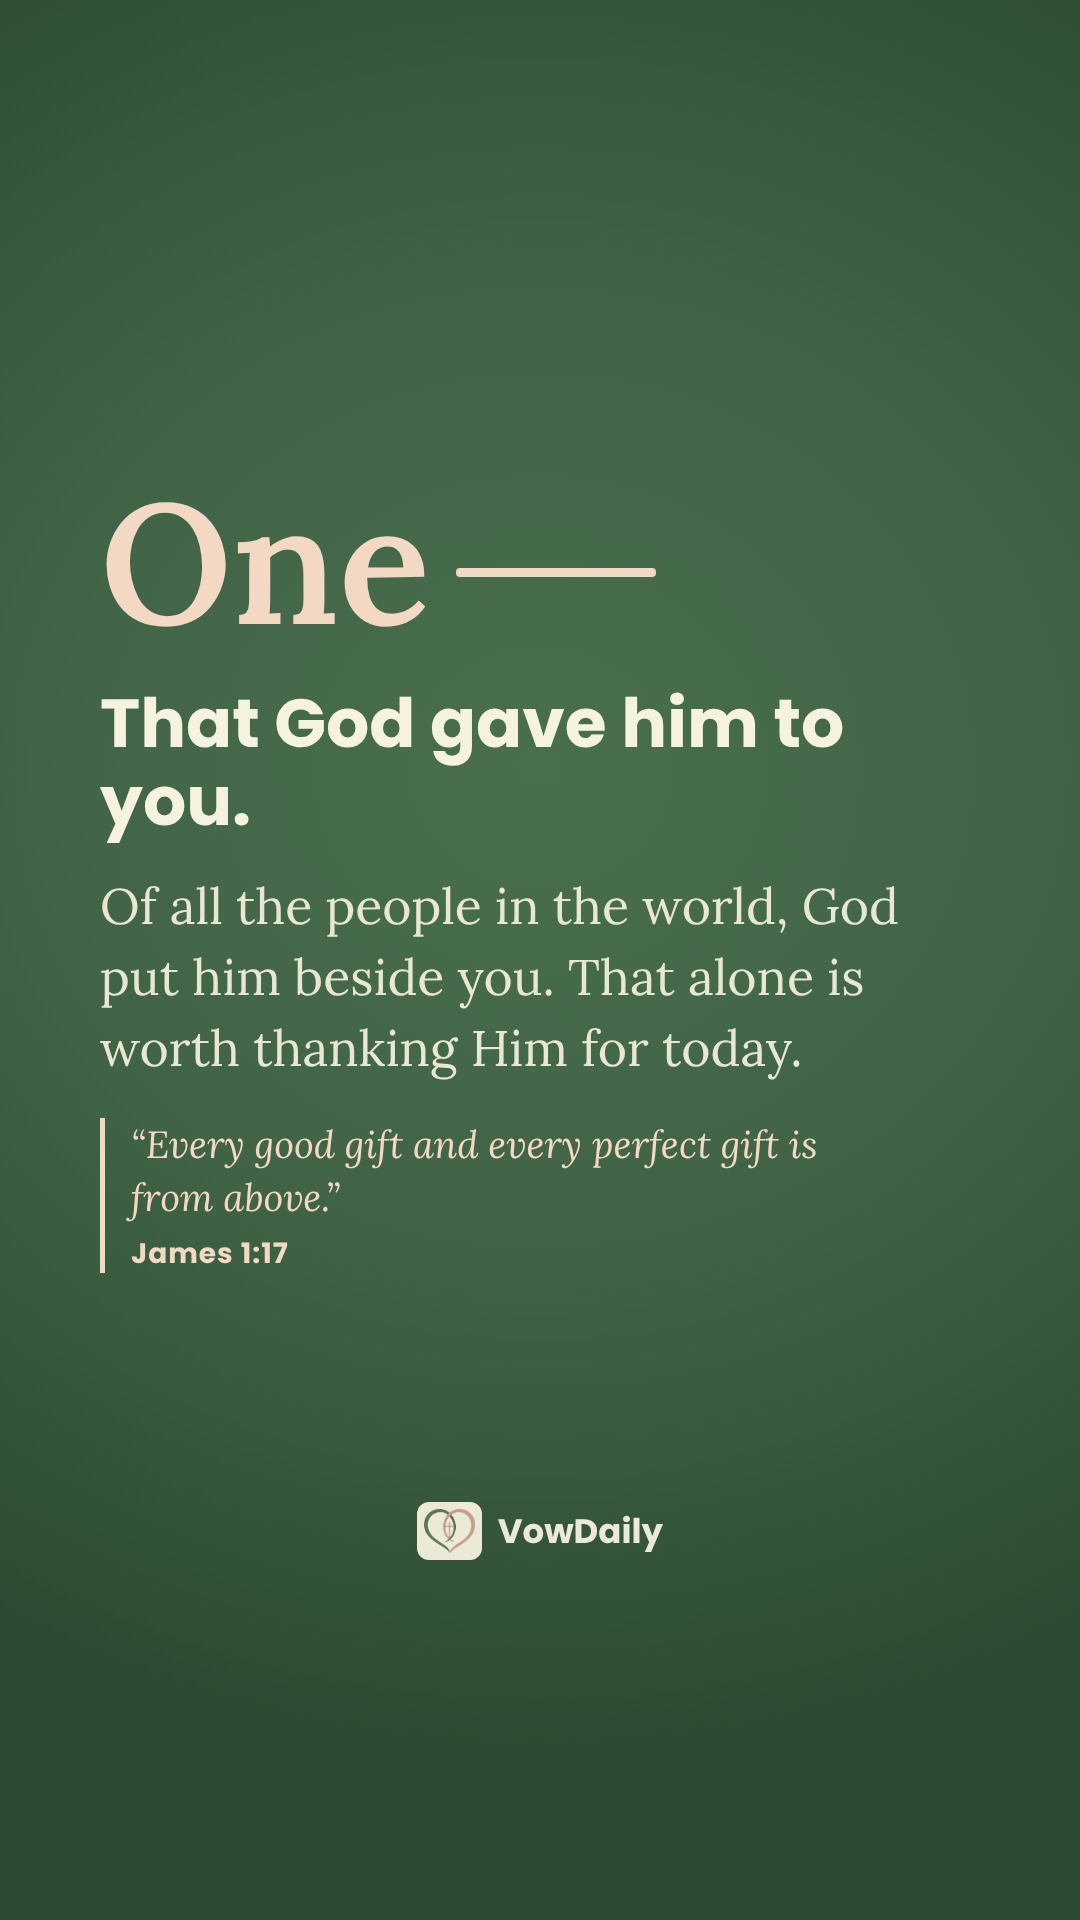 One
That God gave him to
you.
Of all the people in the world, God
put him beside you. That alone is
worth thanking Him for today.
“Every good gift and every perfect gift is
from above.”
James 1:17
VowDaily